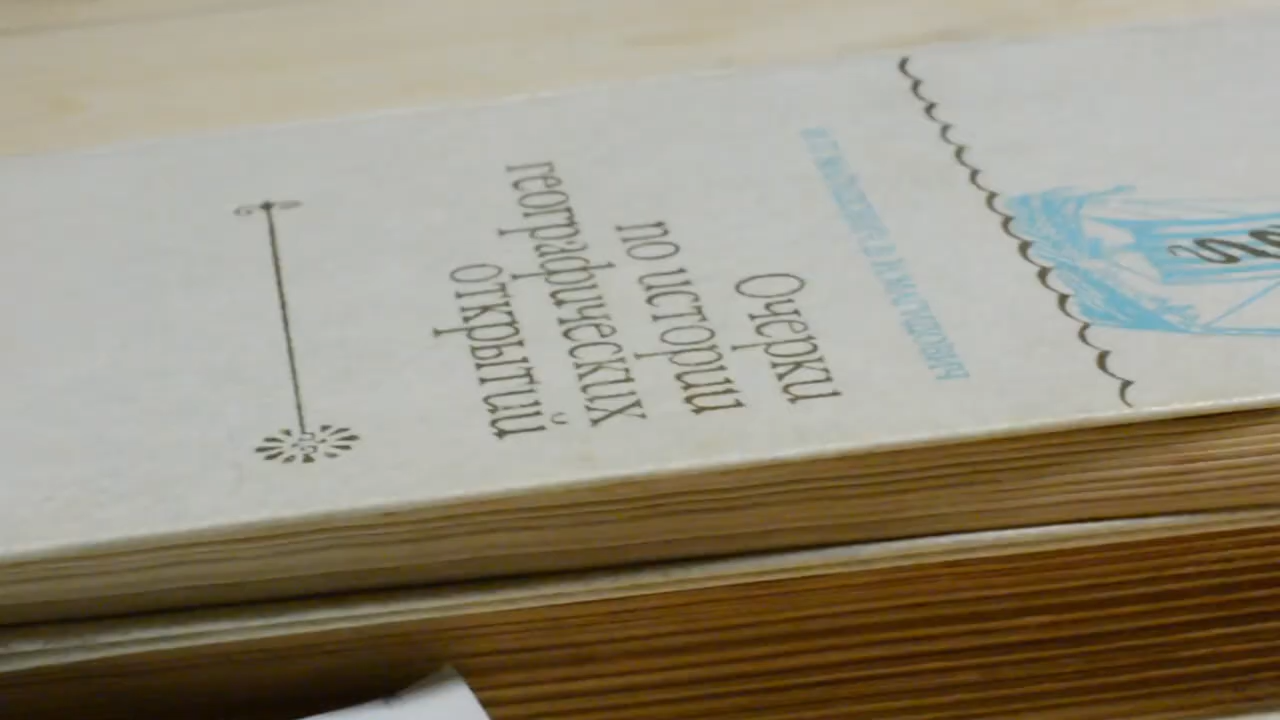 Очерки
по истории
географических
открытий